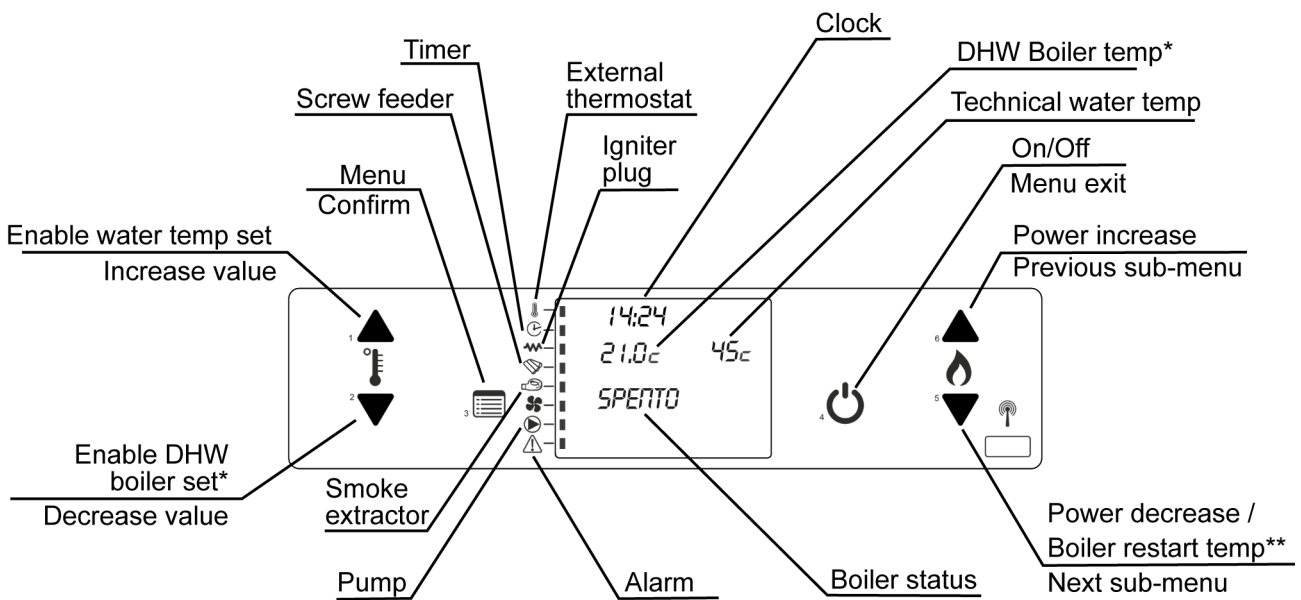 Clock
Timer
DHW Boiler temp*
External
thermostat
Screw feeder
Technical water temp
Igniter
plug
On/Off
Menu exit
Menu
Confirm
Enable water temp set
Increase value
Power increase
Previous sub-menu
1
6
14:24
21.0c 45c
2
3
SPENTO
4
5
Enable DHW
boiler set*
Decrease value
Smoke
extractor
Power decrease /
Boiler restart temp**
Next sub-menu
Pump
Alarm
Boiler status